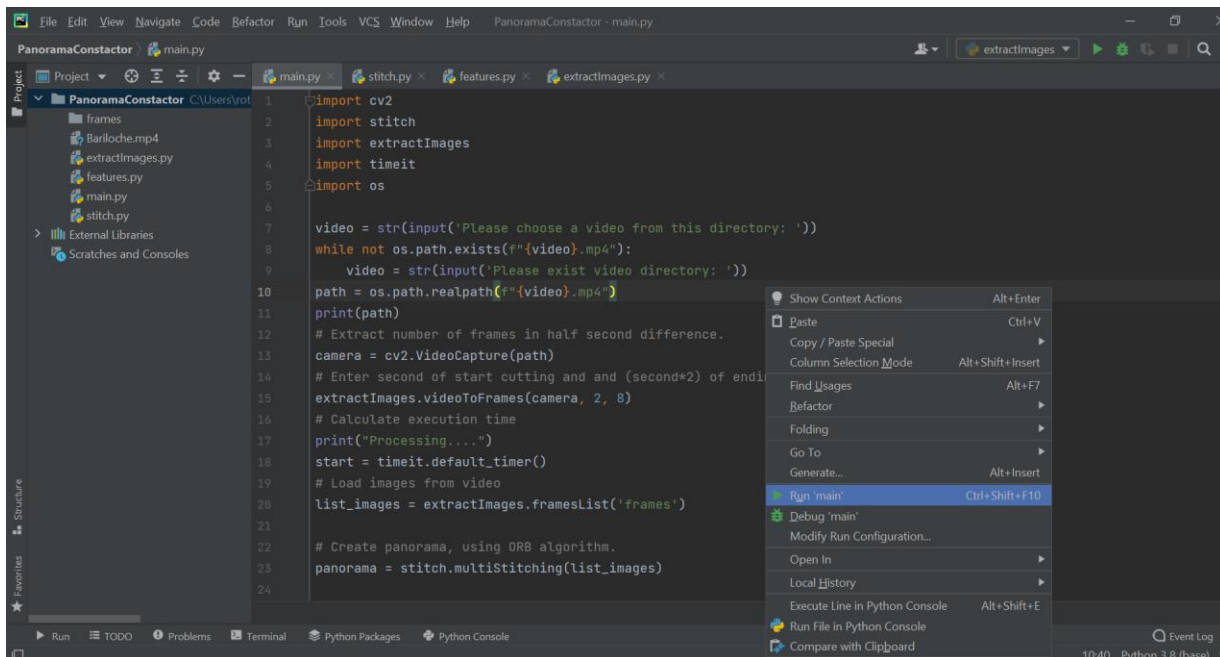 File Edit View Navigate Code Refactor Run Tools VCS Window Help PanoramaConstactor - main.py
PanoramaConstactor main.py
extractImages
Project
main.py
stitch.py
features.py
extractImages.py
Project
PanoramaConstactor C:\Users\rot
frames
Bariloche.mp4
extractImages.py
features.py
main.py
stitch.py
External Libraries
Scratches and Consoles
1 import cv2
2 import stitch
3 import extractImages
4 import timeit
5 import os
6
7 video = str(input('Please choose a video from this directory: '))
8 while not os.path.exists(f"{video}.mp4"):
9 video = str(input('Please exist video directory: '))
10 path = os.path.realpath(f"{video}.mp4")
11 print(path)
12 # Extract number of frames in half second difference.
13 camera = cv2.VideoCapture(path)
14 # Enter second of start cutting and and (second*2) of endi
15 extractImages.videoToFrames(camera, 2, 8)
16 # Calculate execution time
17 print("Processing....")
18 start = timeit.default_timer()
19 # Load images from video
20 list_images = extractImages.framesList('frames')
21
22 # Create panorama, using ORB algorithm.
23 panorama = stitch.multiStitching(list_images)
24
Show Context Actions Alt+Enter
Paste Ctrl+V
Copy / Paste Special
Column Selection Mode Alt+Shift+Insert
Find Usages Alt+F7
Refactor
Folding
Go To
Generate... Alt+Insert
Run 'main' Ctrl+Shift+F10
Debug 'main'
Modify Run Configuration...
Open In
Local History
Execute Line in Python Console Alt+Shift+E
Run File in Python Console
Compare with Clipboard
Structure
Favorites
Run TODO Problems Terminal Python Packages Python Console Event Log
10:40 Python 3.8 (base)